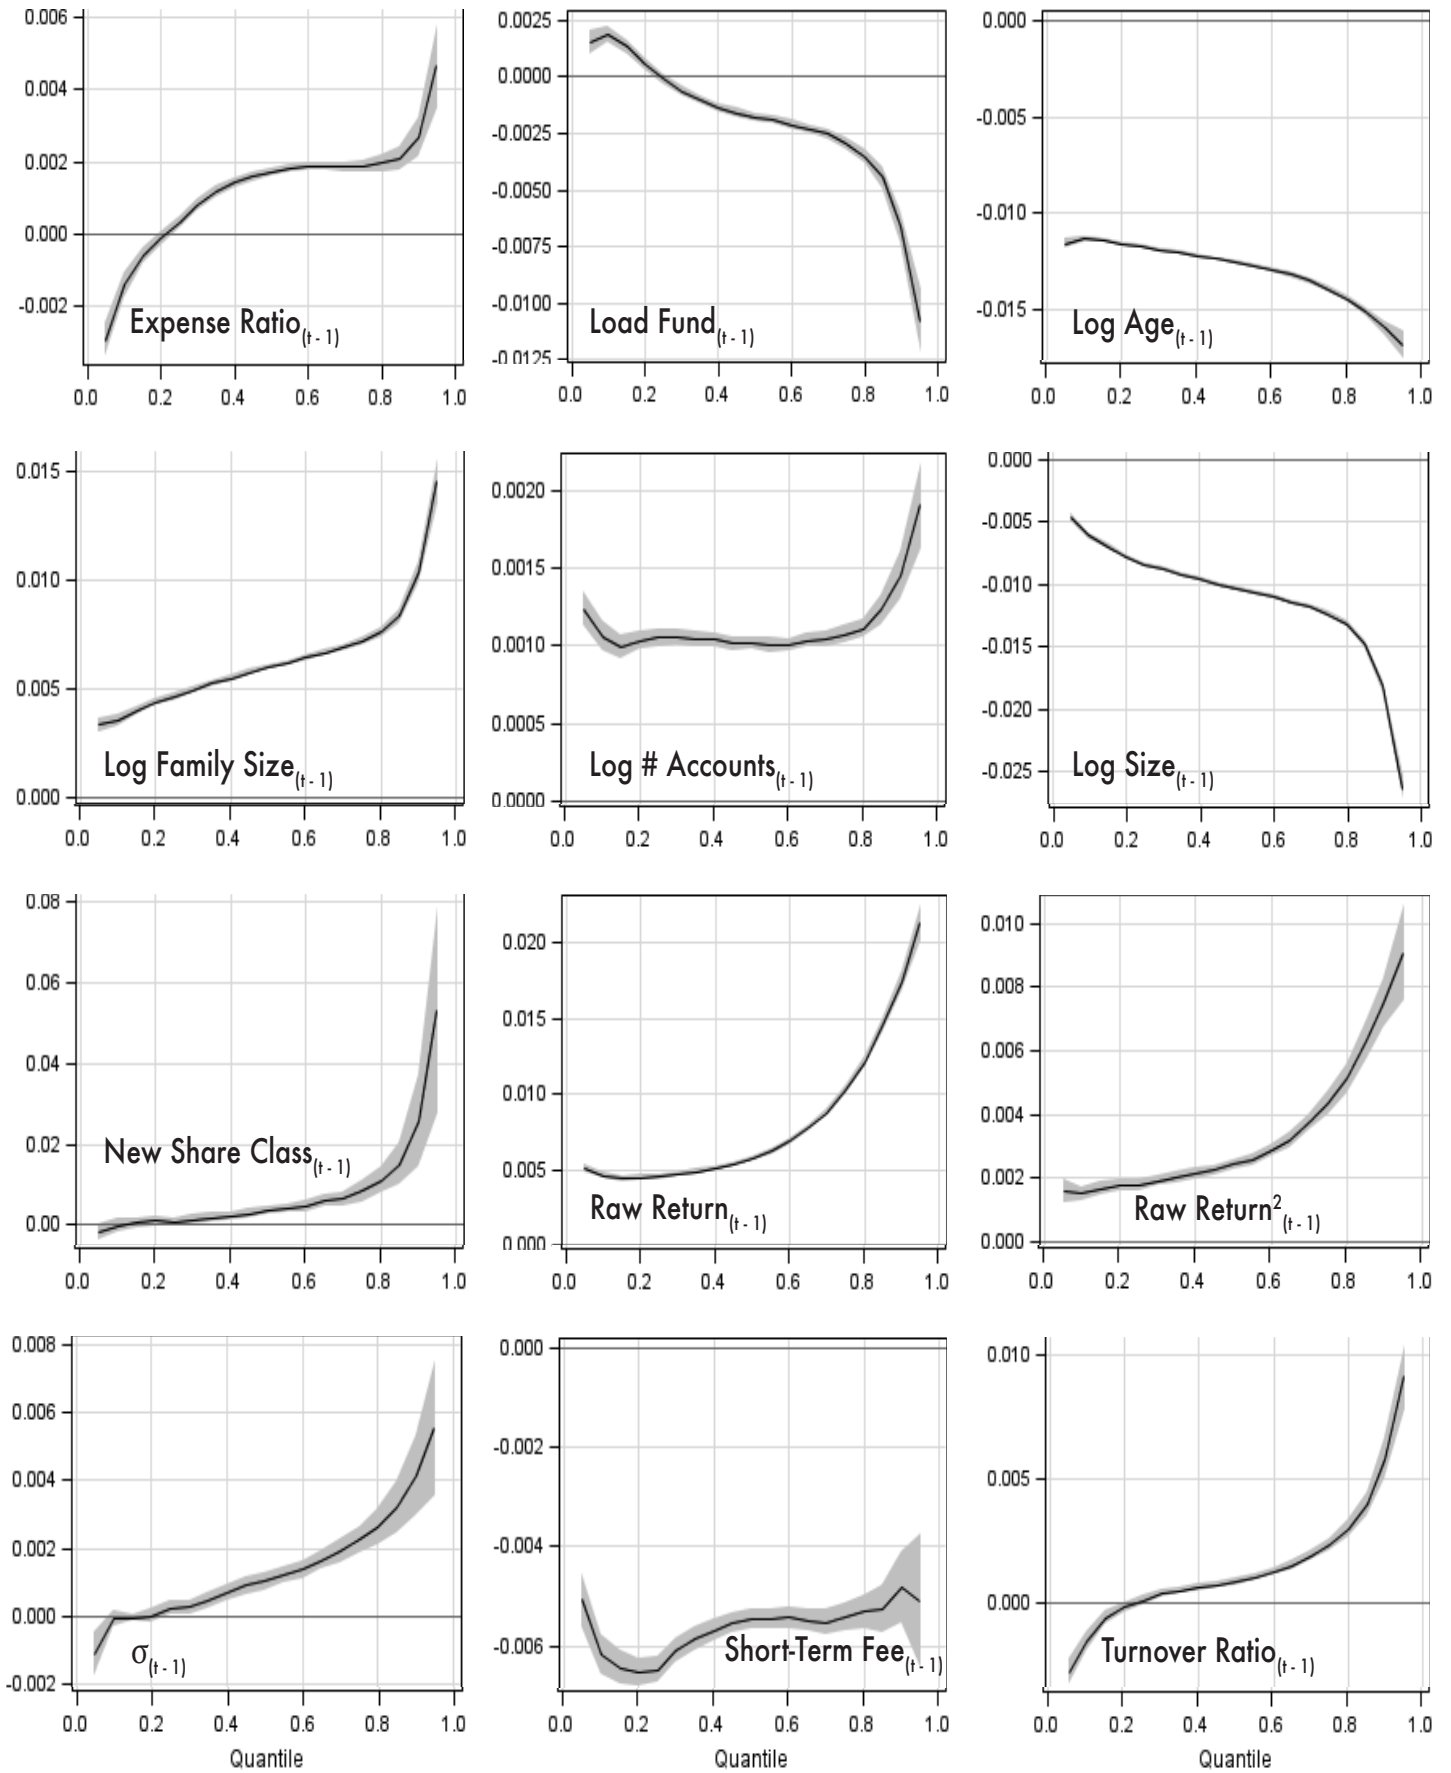 0.006
0.004
0.002
0.000
-0.002
Expense Ratio(t - 1)
0.0 0.2 0.4 0.6 0.8 1.0
0.0025
0.0000
-0.0025
-0.0050
-0.0075
-0.0100
-0.0125
Load Fund(t - 1)
0.0 0.2 0.4 0.6 0.8 1.0
0.000
-0.005
-0.010
-0.015
Log Age(t - 1)
0.0 0.2 0.4 0.6 0.8 1.0
0.015
0.010
0.005
0.000
Log Family Size(t - 1)
0.0 0.2 0.4 0.6 0.8 1.0
0.0020
0.0015
0.0010
0.0005
0.0000
Log # Accounts(t - 1)
0.0 0.2 0.4 0.6 0.8 1.0
0.000
-0.005
-0.010
-0.015
-0.020
-0.025
Log Size(t - 1)
0.0 0.2 0.4 0.6 0.8 1.0
0.08
0.06
0.04
0.02
0.00
New Share Class(t - 1)
0.0 0.2 0.4 0.6 0.8 1.0
0.020
0.015
0.010
0.005
0.000
Raw Return(t - 1)
0.0 0.2 0.4 0.6 0.8 1.0
0.010
0.008
0.006
0.004
0.002
0.000
Raw Return²(t - 1)
0.0 0.2 0.4 0.6 0.8 1.0
0.008
0.006
0.004
0.002
0.000
-0.002
σ(t - 1)
0.0 0.2 0.4 0.6 0.8 1.0
Quantile
0.000
-0.002
-0.004
-0.006
Short-Term Fee(t - 1)
0.0 0.2 0.4 0.6 0.8 1.0
Quantile
0.010
0.005
0.000
Turnover Ratio(t - 1)
0.0 0.2 0.4 0.6 0.8 1.0
Quantile